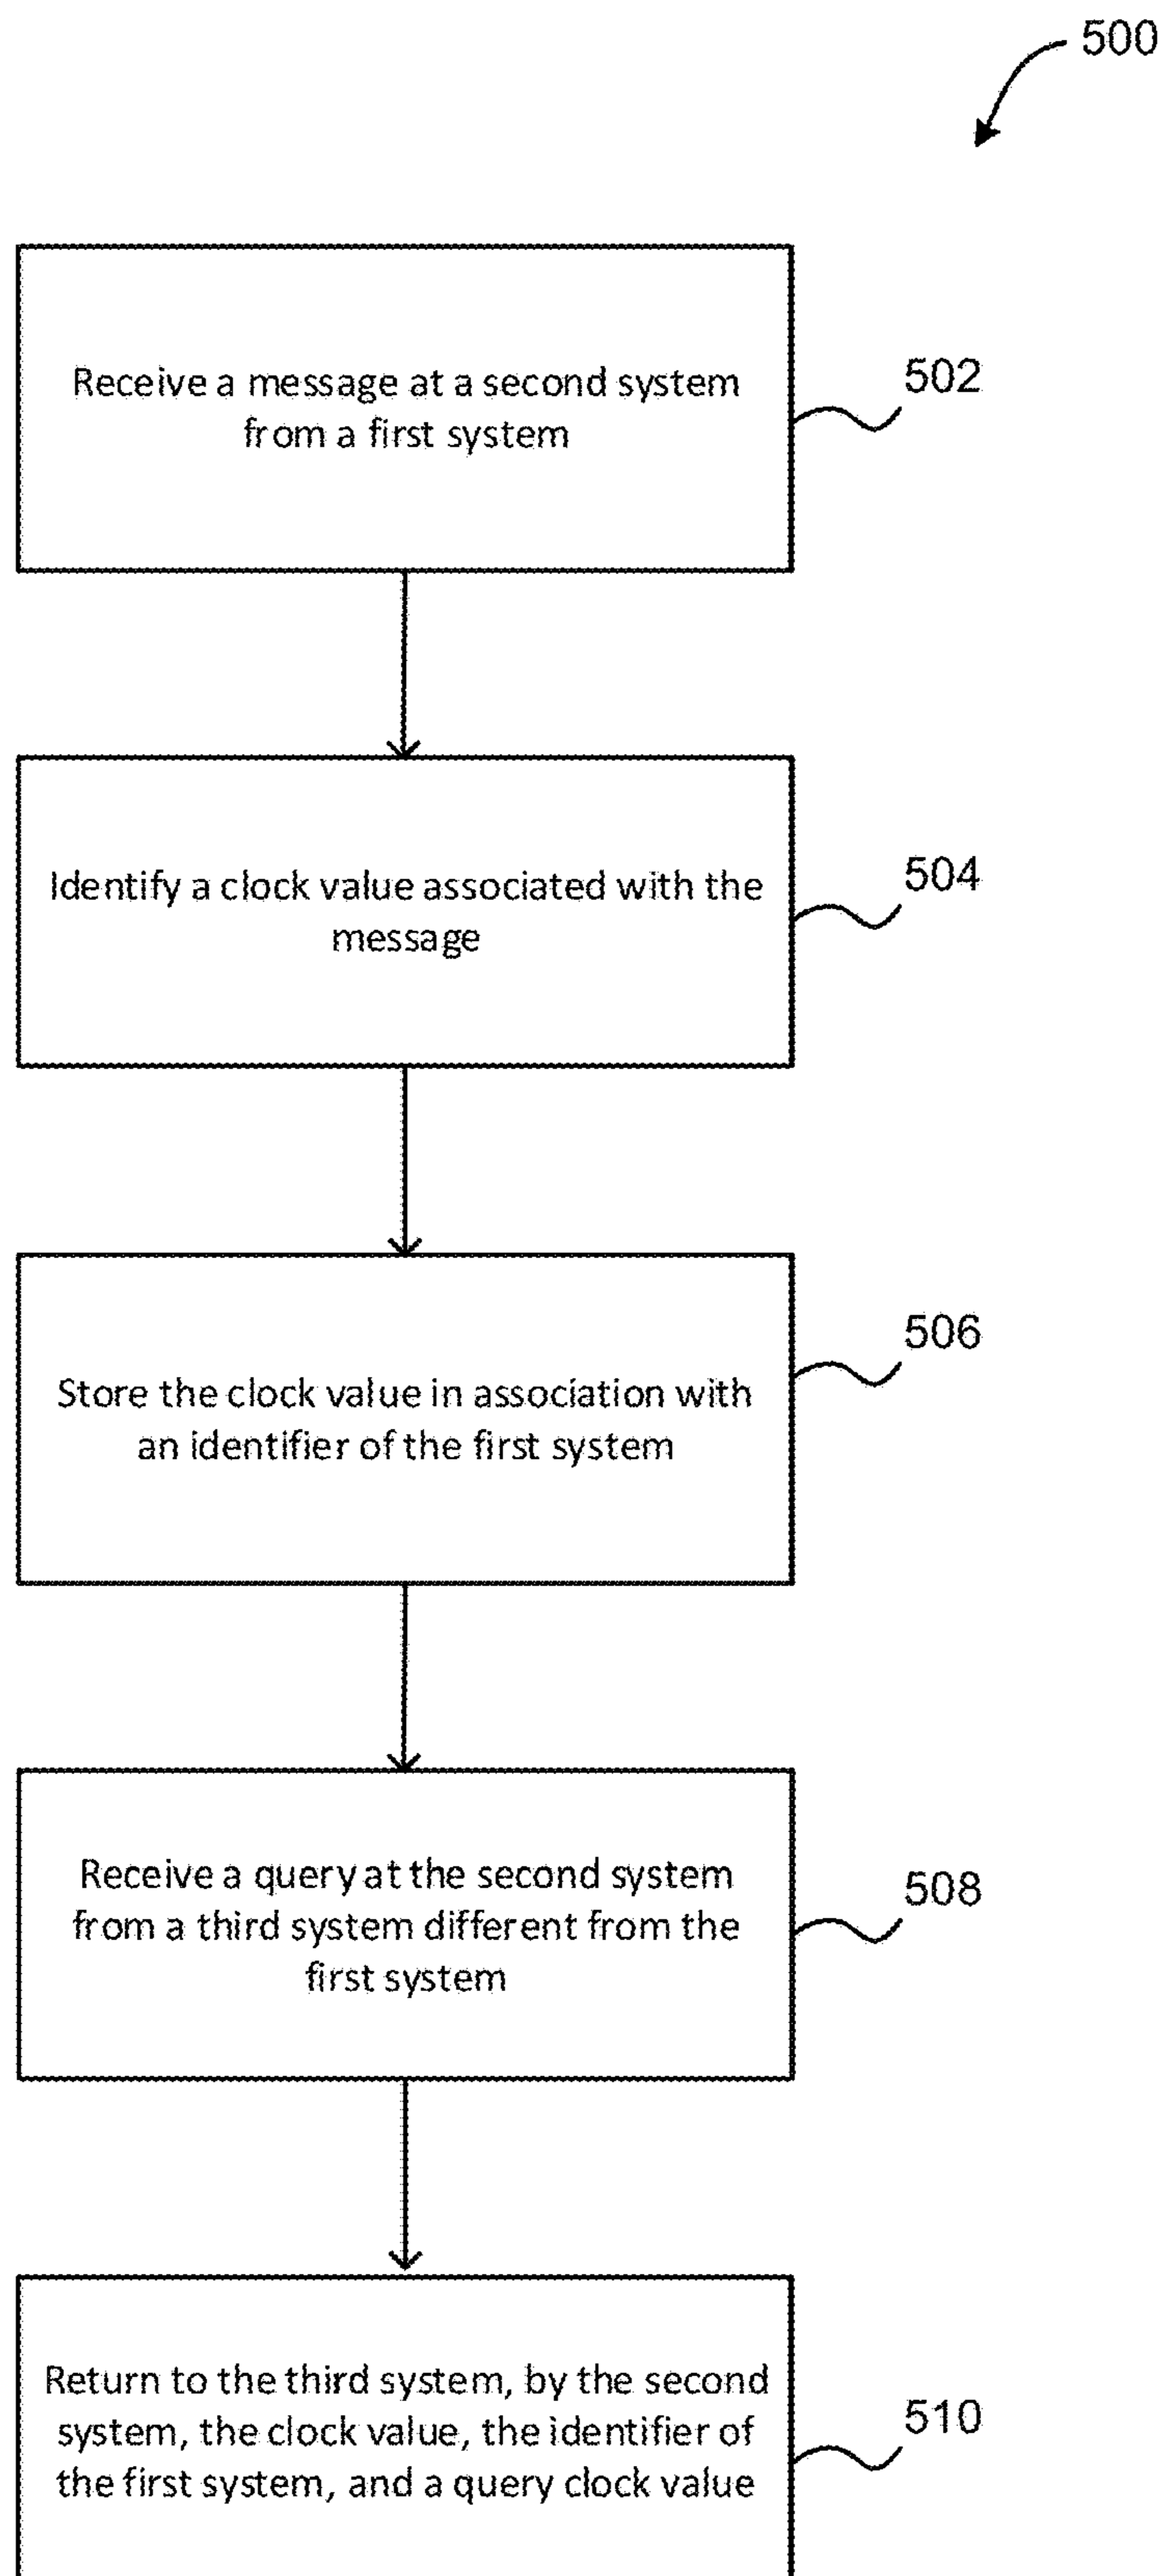 500
Receive a message at a second system
from a first system
502
Identify a clock value associated with the
message
504
Store the clock value in association with
an identifier of the first system
506
Receive a query at the second system
from a third system different from the
first system
508
Return to the third system, by the second
system, the clock value, the identifier of
the first system, and a query clock value
510